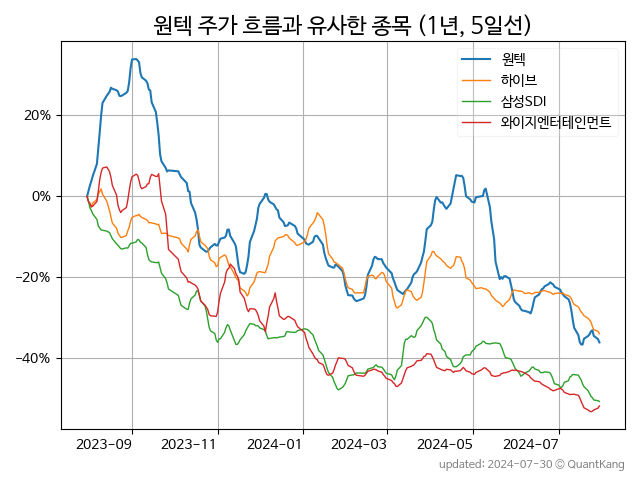 원텍 주가 흐름과 유사한 종목 (1년, 5일선)
원텍
하이브
삼성SDI
와이지엔터테인먼트
20%
0%
−20%
−40%
2023−09
2023−11
2024−01
2024−03
2024−05
2024−07
updated: 2024-07-30 © QuantKang